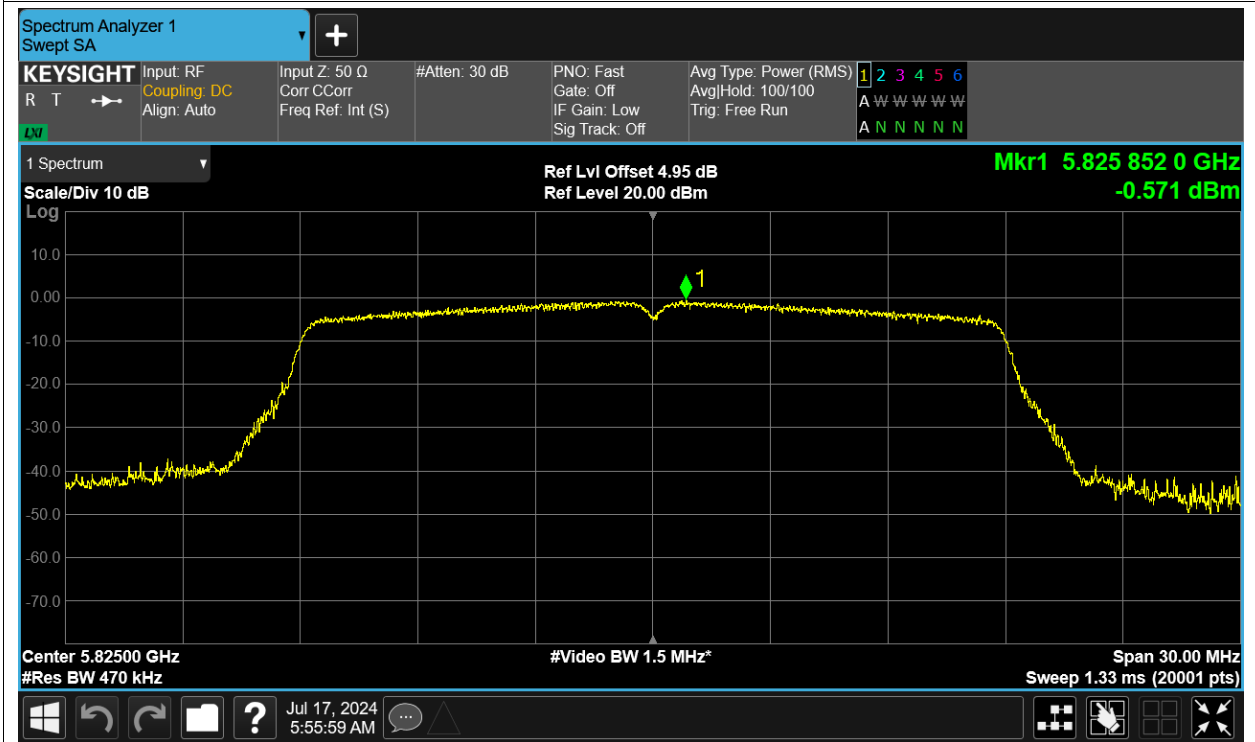 Spectrum Analyzer 1
Swept SA
+
KEYSIGHT
R T
LXI
Input: RF
Coupling: DC
Align: Auto
Input Z: 50 Ω
Corr CCorr
Freq Ref: Int (S)
#Atten: 30 dB
PNO: Fast
Gate: Off
IF Gain: Low
Sig Track: Off
Avg Type: Power (RMS)
Avg|Hold: 100/100
Trig: Free Run
1 2 3 4 5 6
A W W W W W
A N N N N N
1 Spectrum
Scale/Div 10 dB
Log
Ref Lvl Offset 4.95 dB
Ref Level 20.00 dBm
Mkr1 5.825 852 0 GHz
-0.571 dBm
1
10.0
0.00
-10.0
-20.0
-30.0
-40.0
-50.0
-60.0
-70.0
Center 5.82500 GHz
#Res BW 470 kHz
#Video BW 1.5 MHz*
Span 30.00 MHz
Sweep 1.33 ms (20001 pts)
?
Jul 17, 2024
5:55:59 AM